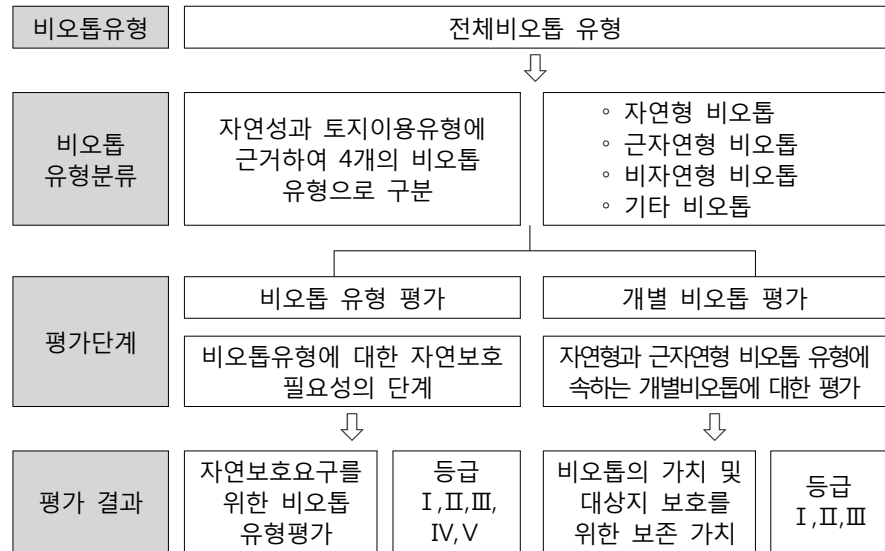 비오톱유형
전체비오톱 유형
비오톱
유형분류
자연성과 토지이용유형에
근거하여 4개의 비오톱
유형으로 구분
◦ 자연형 비오톱
◦ 근자연형 비오톱
◦ 비자연형 비오톱
◦ 기타 비오톱
평가단계
비오톱 유형 평가
개별 비오톱 평가
비오톱유형에 대한 자연보호
필요성의 단계
자연형과 근자연형 비오톱 유형에
속하는 개별비오톱에 대한 평가
평가 결과
자연보호요구를
위한 비오톱
유형평가
등급
Ⅰ,Ⅱ,Ⅲ,
Ⅳ,Ⅴ
비오톱의 가치 및
대상지 보호를
위한 보존 가치
등급
Ⅰ,Ⅱ,Ⅲ